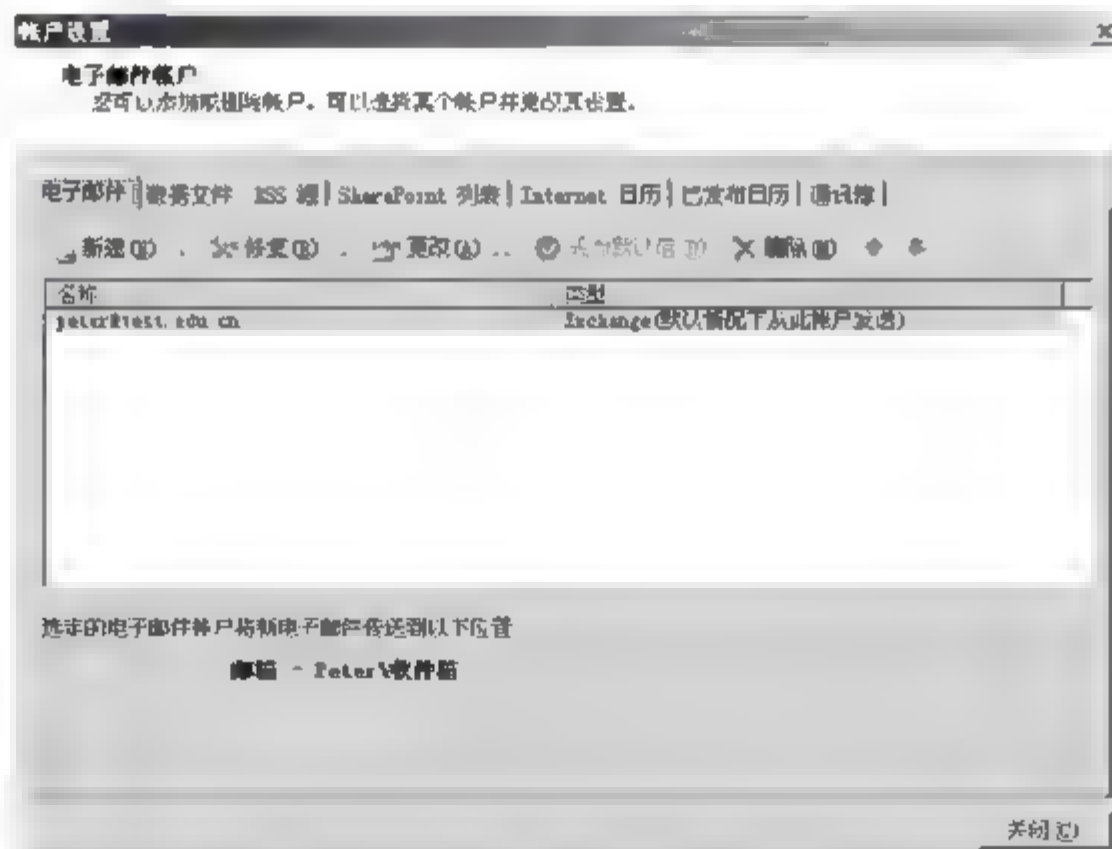 帐户设置
电子邮件帐户
您可以添加或删除帐户。可以选择某个帐户并更改其设置。
电子邮件 数据文件 RSS 源 SharePoint 列表 Internet 日历 已发布日历 通讯簿
新建(N) 修复(R) 更改(A) 设为默认值(D) 删除(M)
名称 类型
peter@test.edu.cn Exchange(默认情况下从此帐户发送)
选定的电子邮件帐户将新电子邮件传送到以下位置
邮箱 - Peter\收件箱
关闭(C)